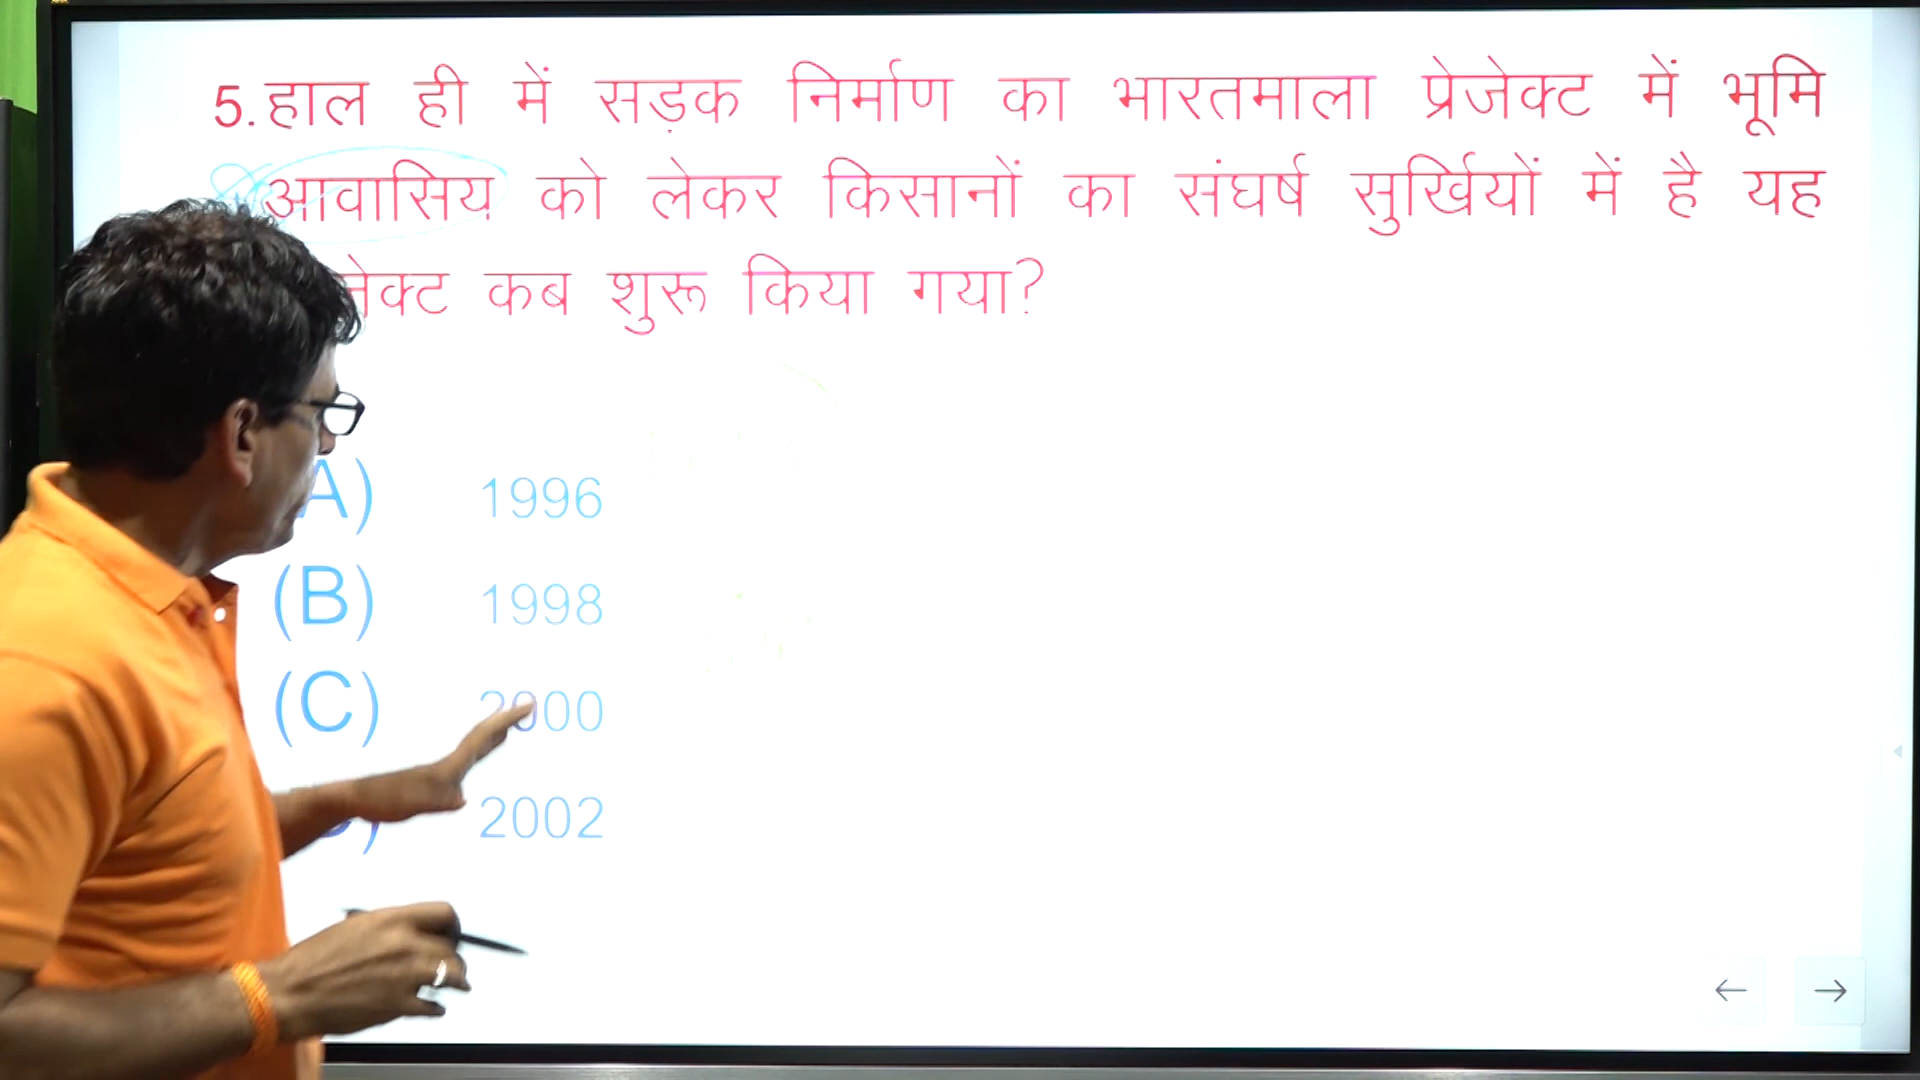 5. हाल ही में सड़क निर्माण का भारतमाला प्रेजेक्ट में भूमि
आवासिय को लेकर किसानों का संघर्ष सुर्खियों में है यह
कब शुरू किया गया?
A) 1996
(B) 1998
(C) 2000
2002